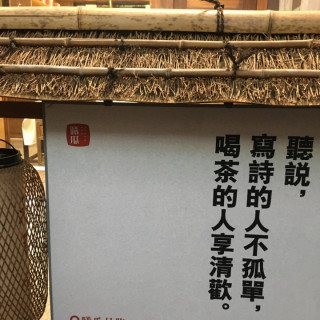 聽說，
寫詩的人不孤單，
喝茶的人享清歡。